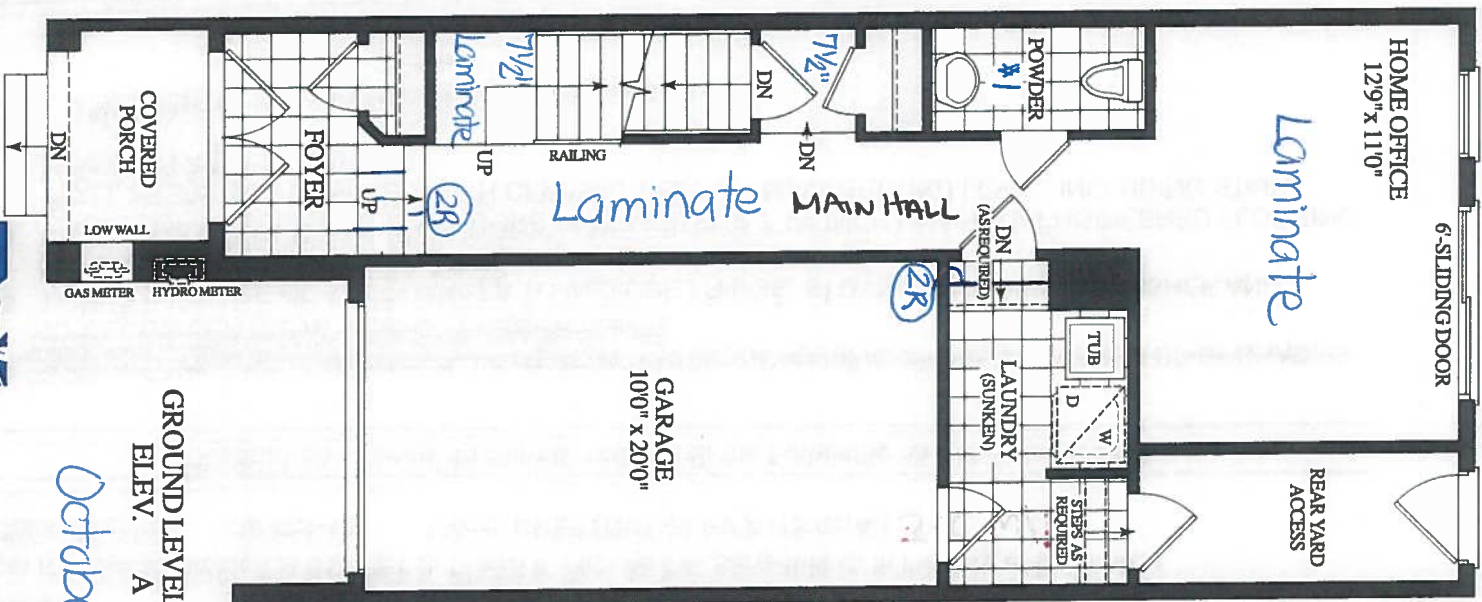 HOME OFFICE
12'9" x 11'0"
Laminate
6-SLIDING DOOR
POWDER
#1
7½"
DN
DN
7½"
Laminate
UP
RAILING
Laminate
MAIN HALL
DN
AS REQUIRED)
2R
2R
UP
FOYER
COVERED
PORCH
DN
LOW WALL
GAS METER
HYDRO METER
TUB
D
W
LAUNDRY
(SUNKEN)
GARAGE
10'0" x 20'0"
STEPS AS
REQUIRED
REAR YARD
ACCESS
GROUND LEVEL
ELEV A